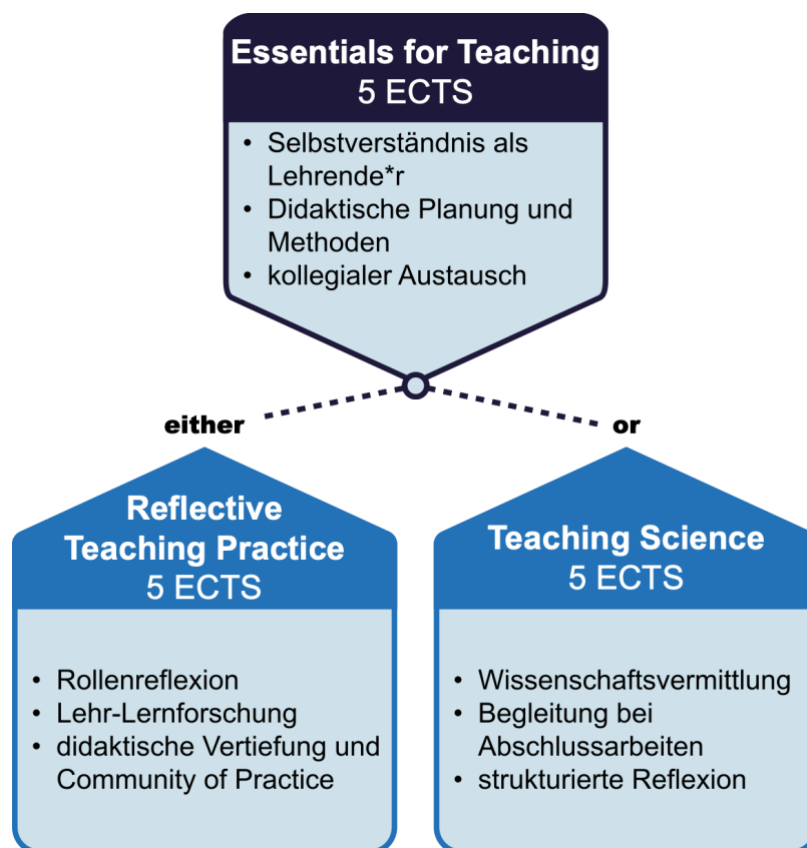 Essentials for Teaching
5 ECTS
• Selbstverständnis als
Lehrende*r
• Didaktische Planung und
Methoden
• kollegialer Austausch
either
or
Reflective
Teaching Practice
5 ECTS
• Rollenreflexion
• Lehr-Lernforschung
• didaktische Vertiefung und
Community of Practice
Teaching Science
5 ECTS
• Wissenschaftsvermittlung
• Begleitung bei
Abschlussarbeiten
• strukturierte Reflexion